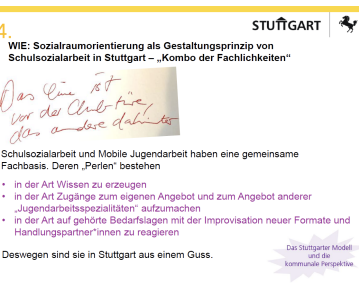 4.
STUTTGART
WIE: Sozialraumorientierung als Gestaltungsprinzip von
Schulsozialarbeit in Stuttgart – „Kombo der Fachlichkeiten“
Das Eine ist
vor der Clubtüre,
das andere dahinter
Schulsozialarbeit und Mobile Jugendarbeit haben eine gemeinsame
Fachbasis. Deren „Perlen“ bestehen
• in der Art Wissen zu erzeugen
• in der Art Zugänge zum eigenen Angebot und zum Angebot anderer
„Jugendarbeitsspezialitäten“ aufzumachen
• in der Art auf gehörte Bedarfslagen mit der Improvisation neuer Formate und
Handlungspartner*innen zu reagieren
Deswegen sind sie in Stuttgart aus einem Guss.
Das Stuttgarter Modell
und die
kommunale Perspektive